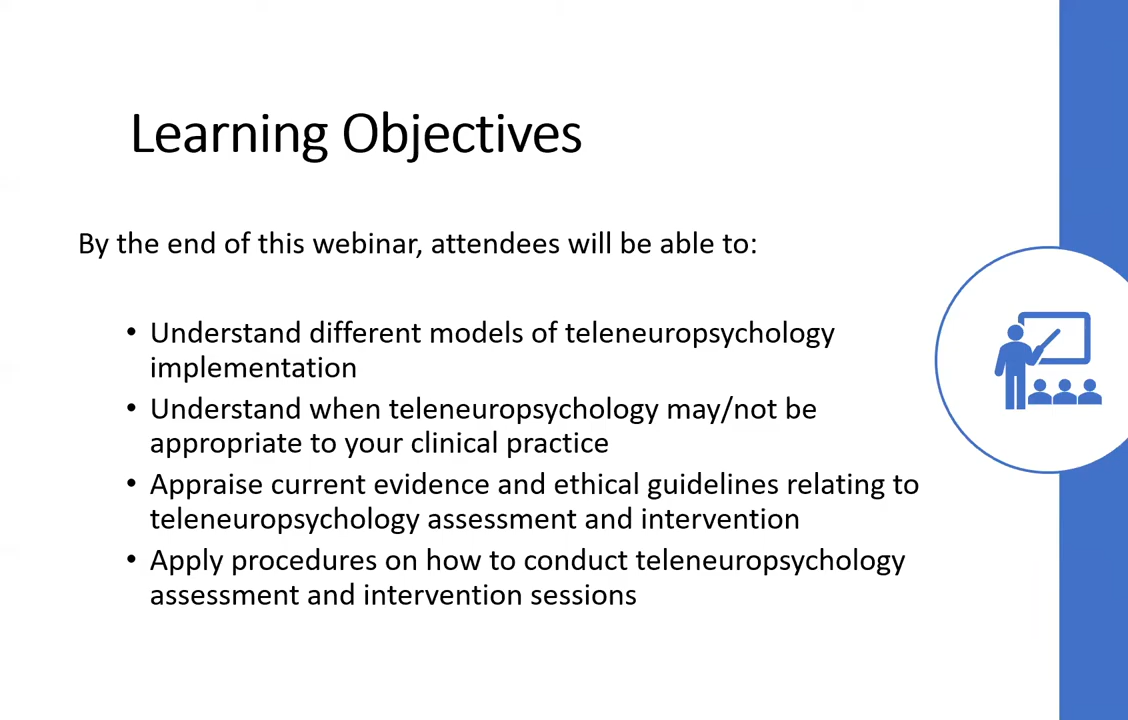 Learning Objectives
By the end of this webinar, attendees will be able to:
• Understand different models of teleneuropsychology
implementation
• Understand when teleneuropsychology may/not be
appropriate to your clinical practice
• Appraise current evidence and ethical guidelines relating to
teleneuropsychology assessment and intervention
• Apply procedures on how to conduct teleneuropsychology
assessment and intervention sessions